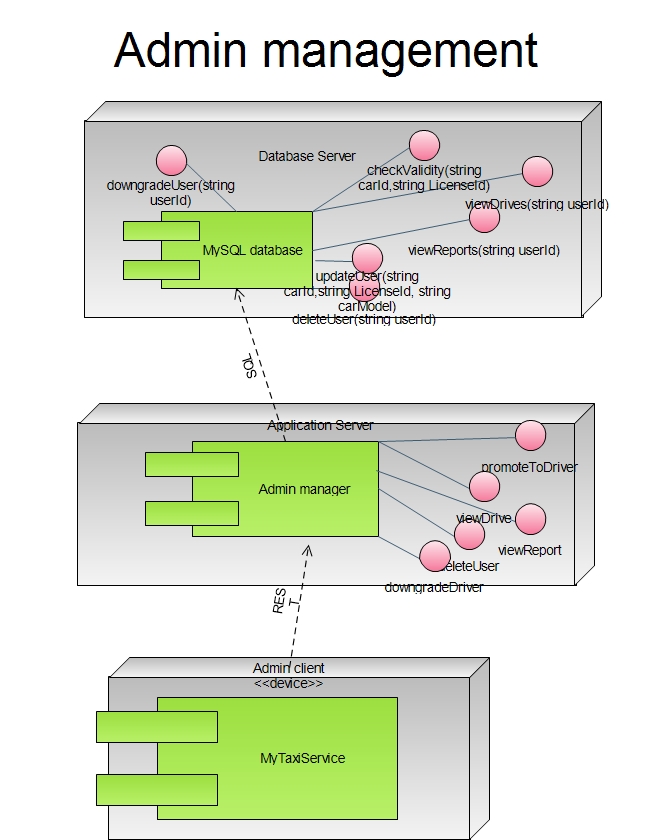 Admin management
Database Server
downgradeUser(string
userId)
checkValidity(string
carId,string LicenseId)
viewDrives(string userId)
MySQL database
viewReports(string userId)
updateUser(string
carId,string LicenseId, string
carModel)
deleteUser(string userId)
SQL
Application Server
promoteToDriver
Admin manager
viewDrive
viewReport
deleteUser
downgradeDriver
RES
T
Admin client
<<device>>
MyTaxiService